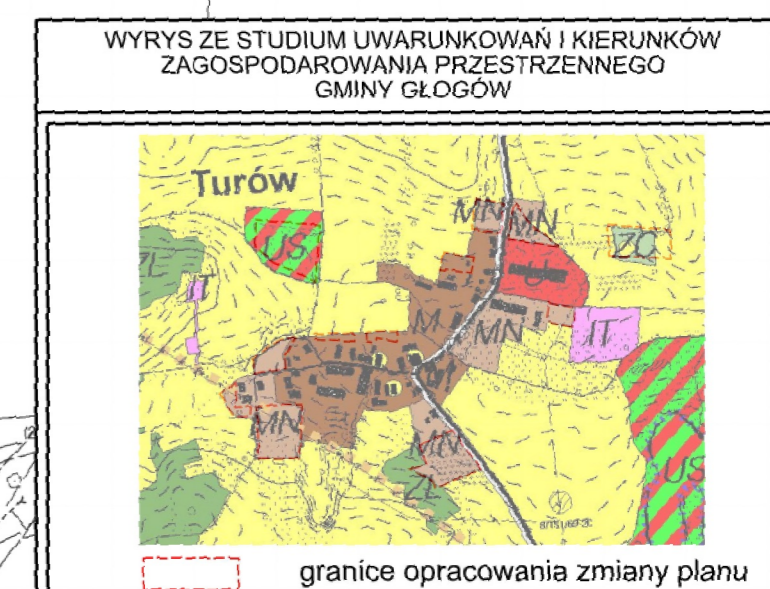 WYRYS ZE STUDIUM UWARUNKOWAŃ I KIERUNKÓW
ZAGOSPODAROWANIA PRZESTRZENNEGO
GMINY GŁOGÓW
Turów
MN MN
US
ZC
ZL
IT
U
M
MN
IT
M
MN
MN
US
ZL
granice opracowania zmiany planu